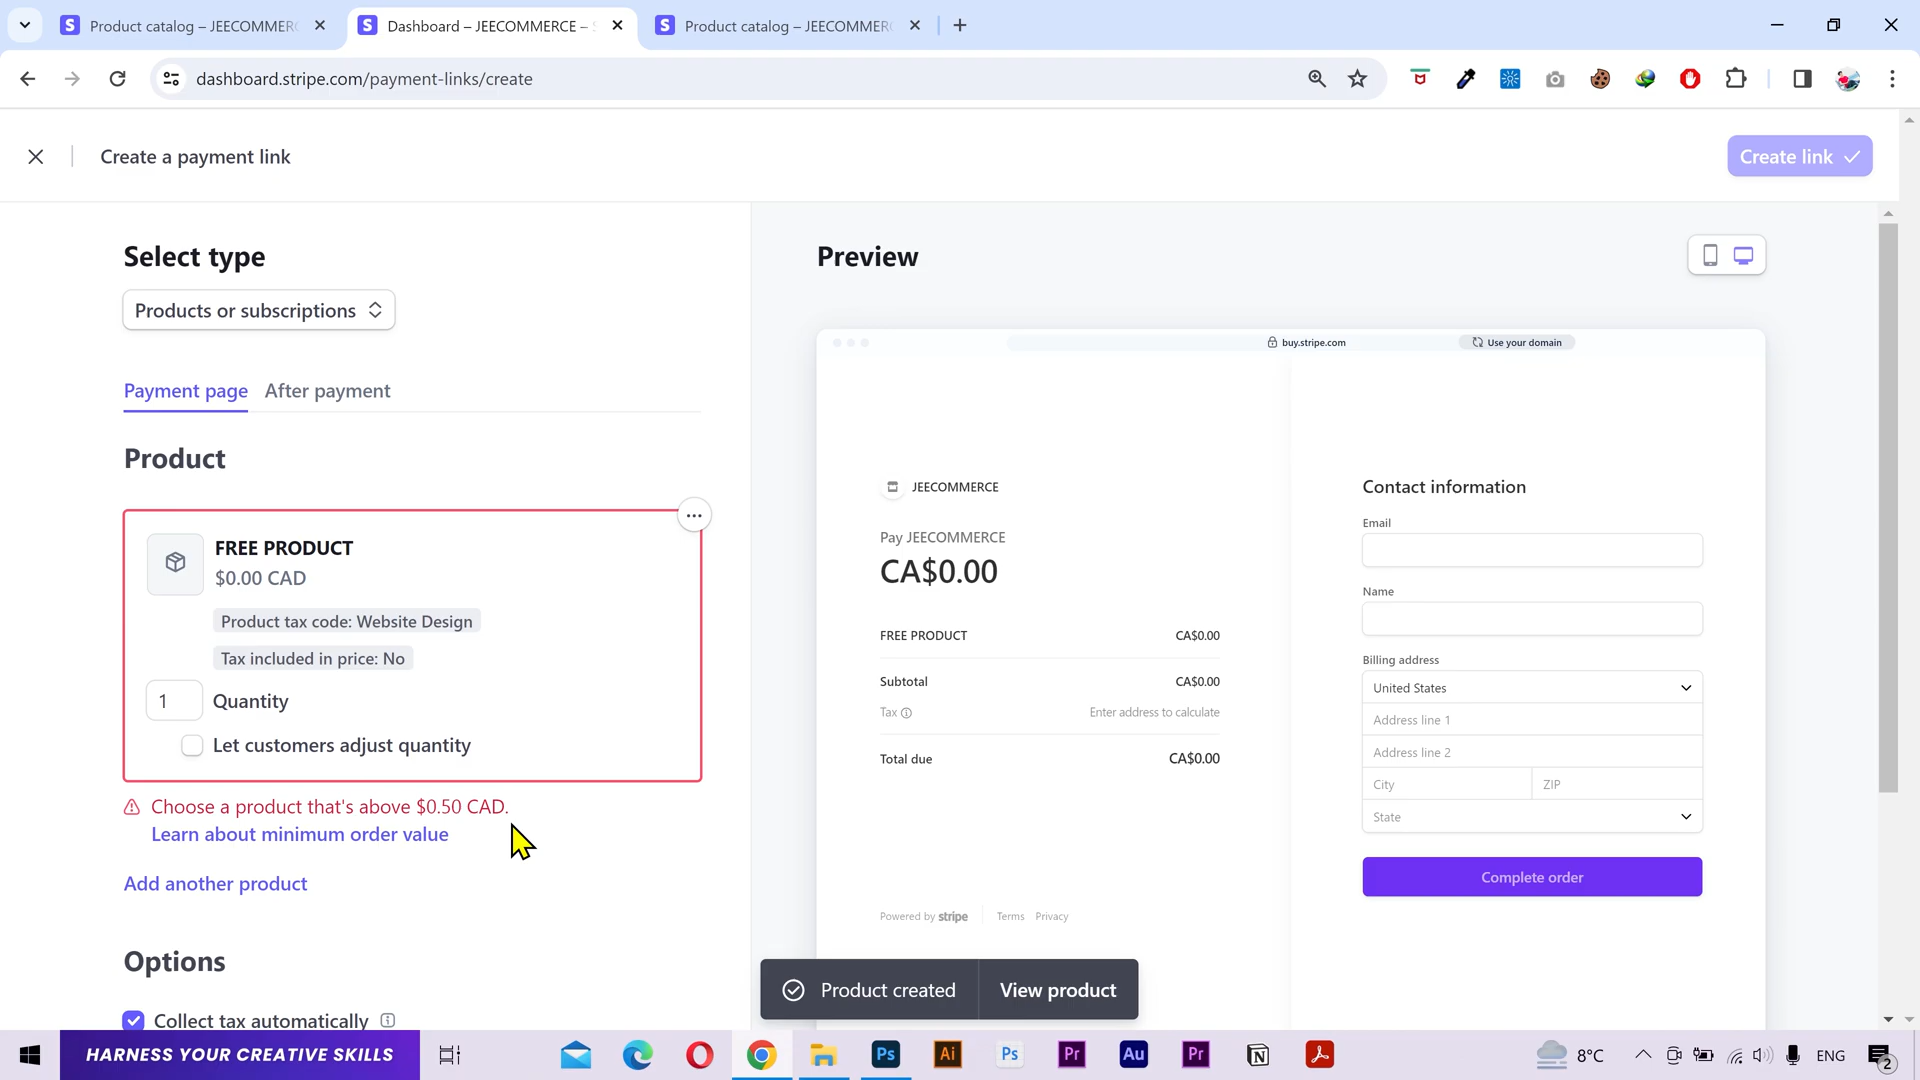 Product catalog – JEECOMMERC
Dashboard – JEECOMMERCE – S
Product catalog – JEECOMMERC
dashboard.stripe.com/payment-links/create
Create a payment link
Create link
Select type
Products or subscriptions
Payment page
After payment
Product
FREE PRODUCT
$0.00 CAD
Product tax code: Website Design
Tax included in price: No
1
Quantity
Let customers adjust quantity
Choose a product that's above $0.50 CAD.
Learn about minimum order value
Add another product
Options
Collect tax automatically
Preview
buy.stripe.com
Use your domain
JEECOMMERCE
Pay JEECOMMERCE
CA$0.00
FREE PRODUCT CA$0.00
Subtotal CA$0.00
Tax Enter address to calculate
Total due CA$0.00
Powered by stripe
Terms Privacy
Contact information
Email
Name
Billing address
United States
Address line 1
Address line 2
City ZIP
State
Complete order
Product created
View product
HARNESS YOUR CREATIVE SKILLS
Ps
Ai
Ps
Pr
Au
Pr
8°C
ENG
2